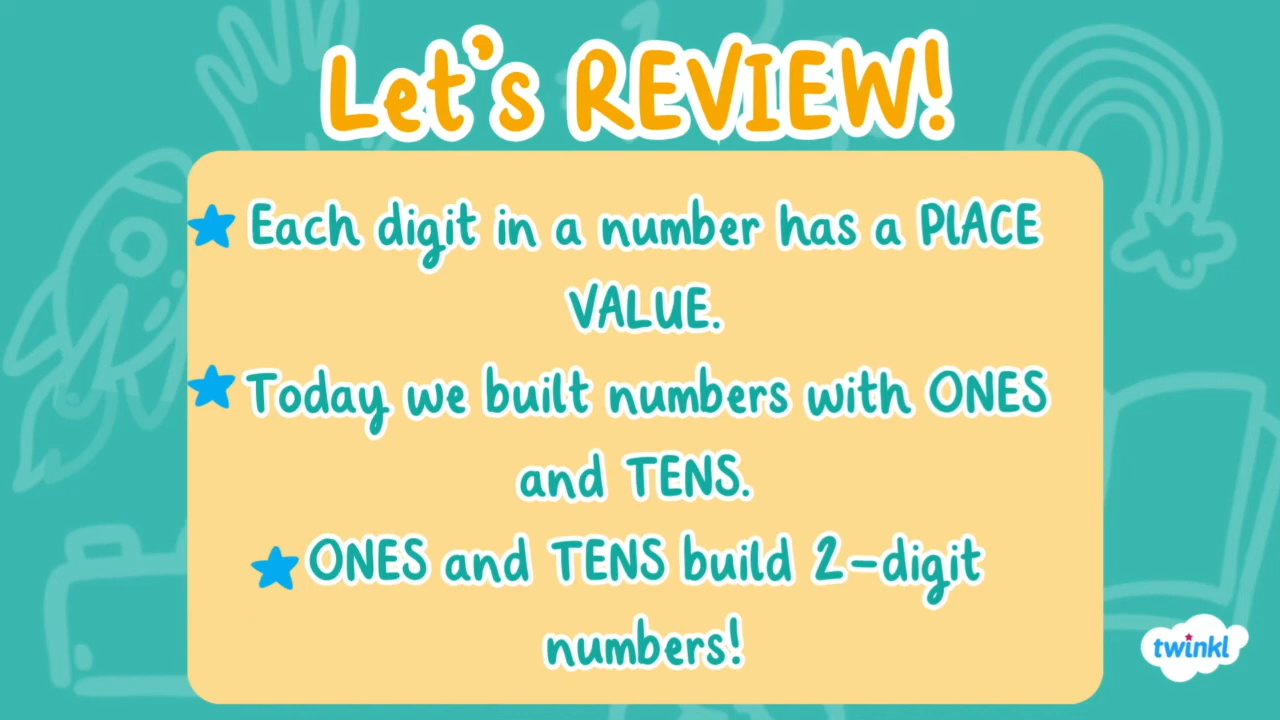 Let's REVIEW!
Each digit in a number has a PLACE
VALUE.
Today we built numbers with ONES
and TENS.
ONES and TENS build 2-digit
numbers!
twinkl